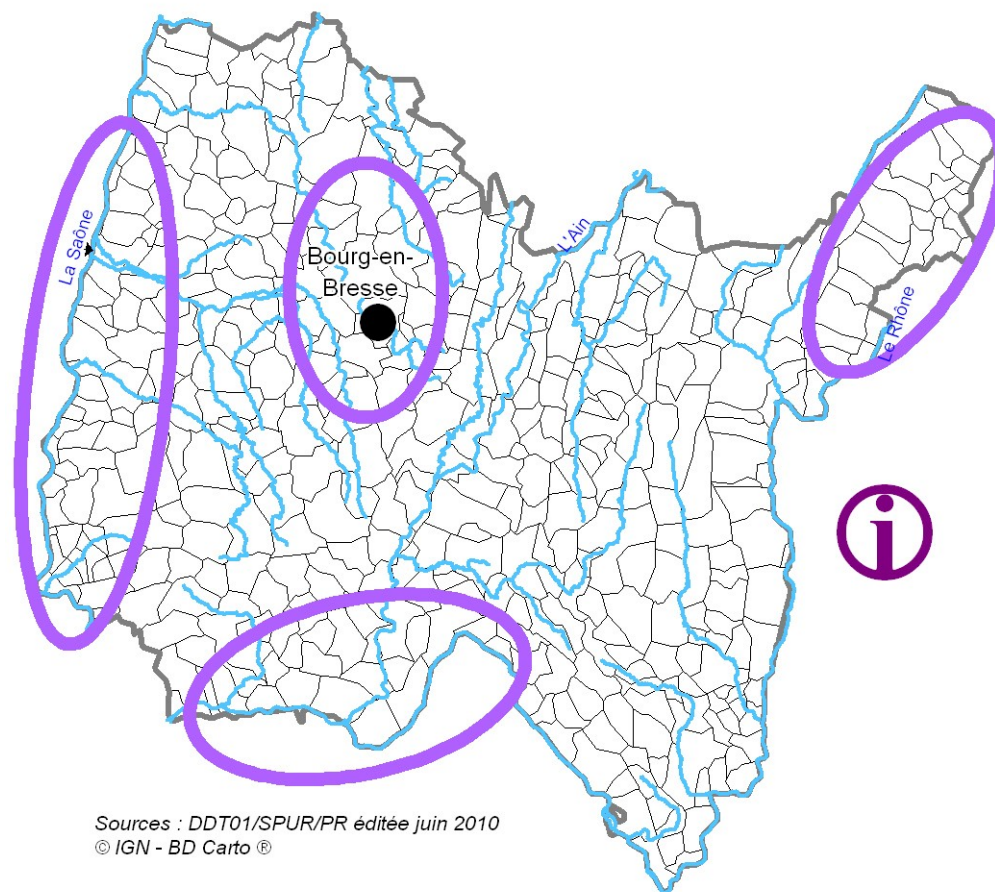 La Saône
Bourg-en-
Bresse
L'Ain
Le Rhône
i
Sources : DDT01/SPUR/PR éditée juin 2010
© IGN - BD Carto ®